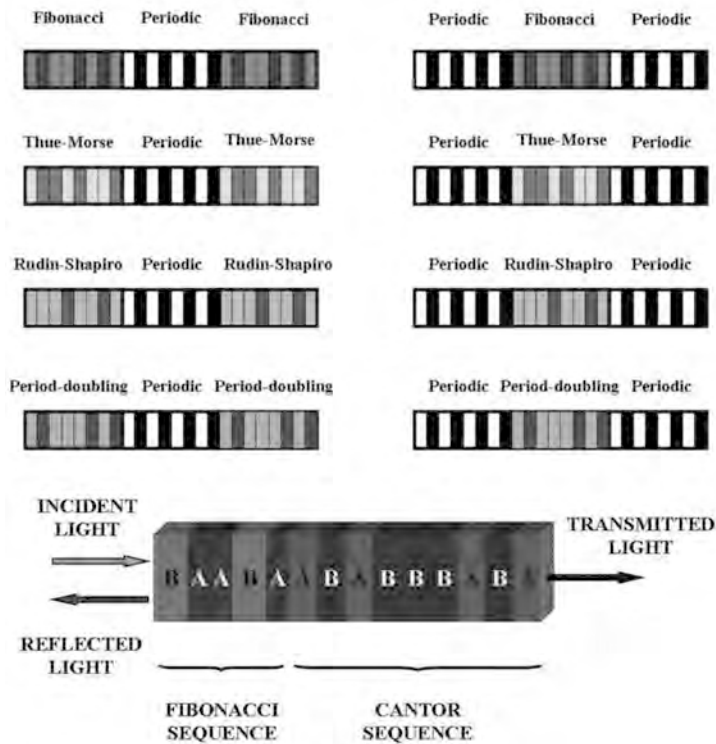 Fibonacci Periodic Fibonacci
Periodic Fibonacci Periodic
Thue-Morse Periodic Thue-Morse
Periodic Thue-Morse Periodic
Rudin-Shapiro Periodic Rudin-Shapiro
Periodic Rudin-Shapiro Periodic
Period-doubling Periodic Period-doubling
Periodic Period-doubling Periodic
INCIDENT
LIGHT
B A A B A A B A B B B A B A
TRANSMITTED
LIGHT
REFLECTED
LIGHT
FIBONACCI
SEQUENCE
CANTOR
SEQUENCE